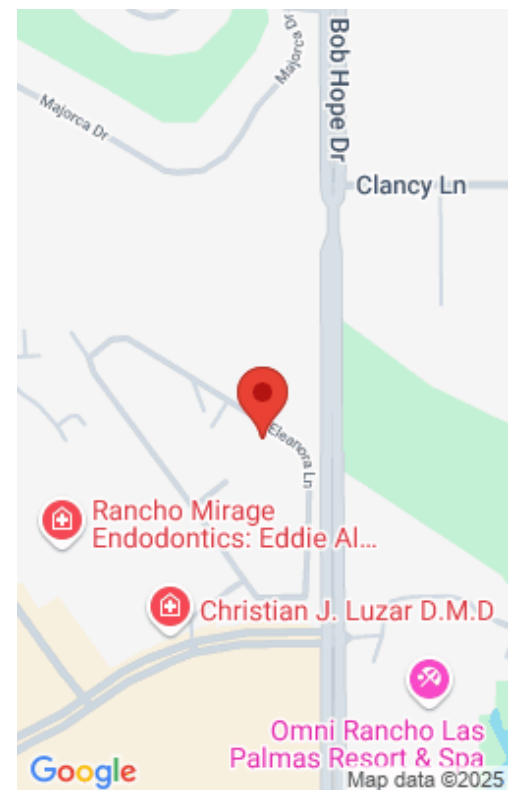 Bob Hope Dr
Majorca Dr
Majorca Dr
Clancy Ln
Eleanora Ln
Rancho Mirage
Endodontics: Eddie Al...
Christian J. Luzar D.M.D
Omni Rancho Las
Palmas Resort & Spa
Google
Map data ©2025